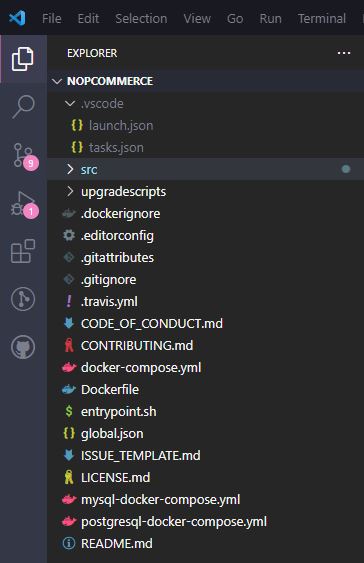 File Edit Selection View Go Run Terminal
EXPLORER
NOPCOMMERCE
.vscode
{} launch.json
{} tasks.json
src
9
upgradescripts
1
.dockerignore
.editorconfig
.gitattributes
.gitignore
! .travis.yml
CODE_OF_CONDUCT.md
CONTRIBUTING.md
docker-compose.yml
Dockerfile
$ entrypoint.sh
{} global.json
ISSUE_TEMPLATE.md
LICENSE.md
mysql-docker-compose.yml
postgresql-docker-compose.yml
README.md